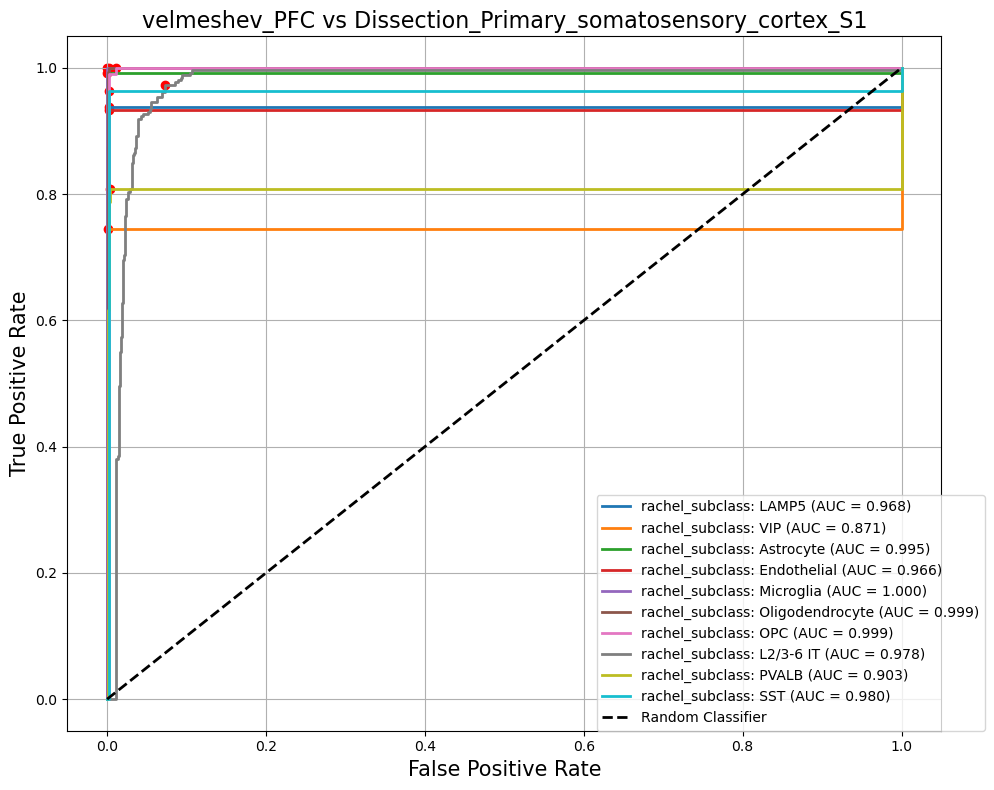 velmeshev_PFC vs Dissection_Primary_somatosensory_cortex_S1
True Positive Rate
1.0
0.8
0.6
0.4
0.2
0.0
rachel_subclass: LAMP5 (AUC = 0.968)
rachel_subclass: VIP (AUC = 0.871)
rachel_subclass: Astrocyte (AUC = 0.995)
rachel_subclass: Endothelial (AUC = 0.966)
rachel_subclass: Microglia (AUC = 1.000)
rachel_subclass: Oligodendrocyte (AUC = 0.999)
rachel_subclass: OPC (AUC = 0.999)
rachel_subclass: L2/3-6 IT (AUC = 0.978)
rachel_subclass: PVALB (AUC = 0.903)
rachel_subclass: SST (AUC = 0.980)
Random Classifier
0.0 0.2 0.4 0.6 0.8 1.0
False Positive Rate